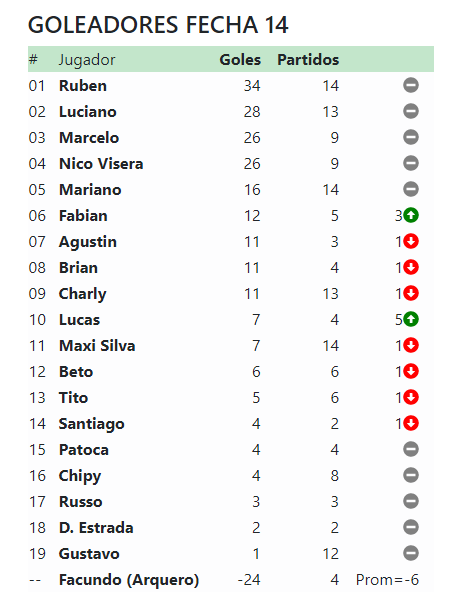 GOLEADORES FECHA 14
# Jugador Goles Partidos
01 Ruben 34 14
02 Luciano 28 13
03 Marcelo 26 9
04 Nico Visera 26 9
05 Mariano 16 14
06 Fabian 12 5 3
07 Agustin 11 3 1
08 Brian 11 4 1
09 Charly 11 13 1
10 Lucas 7 4 5
11 Maxi Silva 7 14 1
12 Beto 6 6 1
13 Tito 5 6 1
14 Santiago 4 2 1
15 Patoca 4 4
16 Chipy 4 8
17 Russo 3 3
18 D. Estrada 2 2
19 Gustavo 1 12
-- Facundo (Arquero) -24 4 Prom=-6